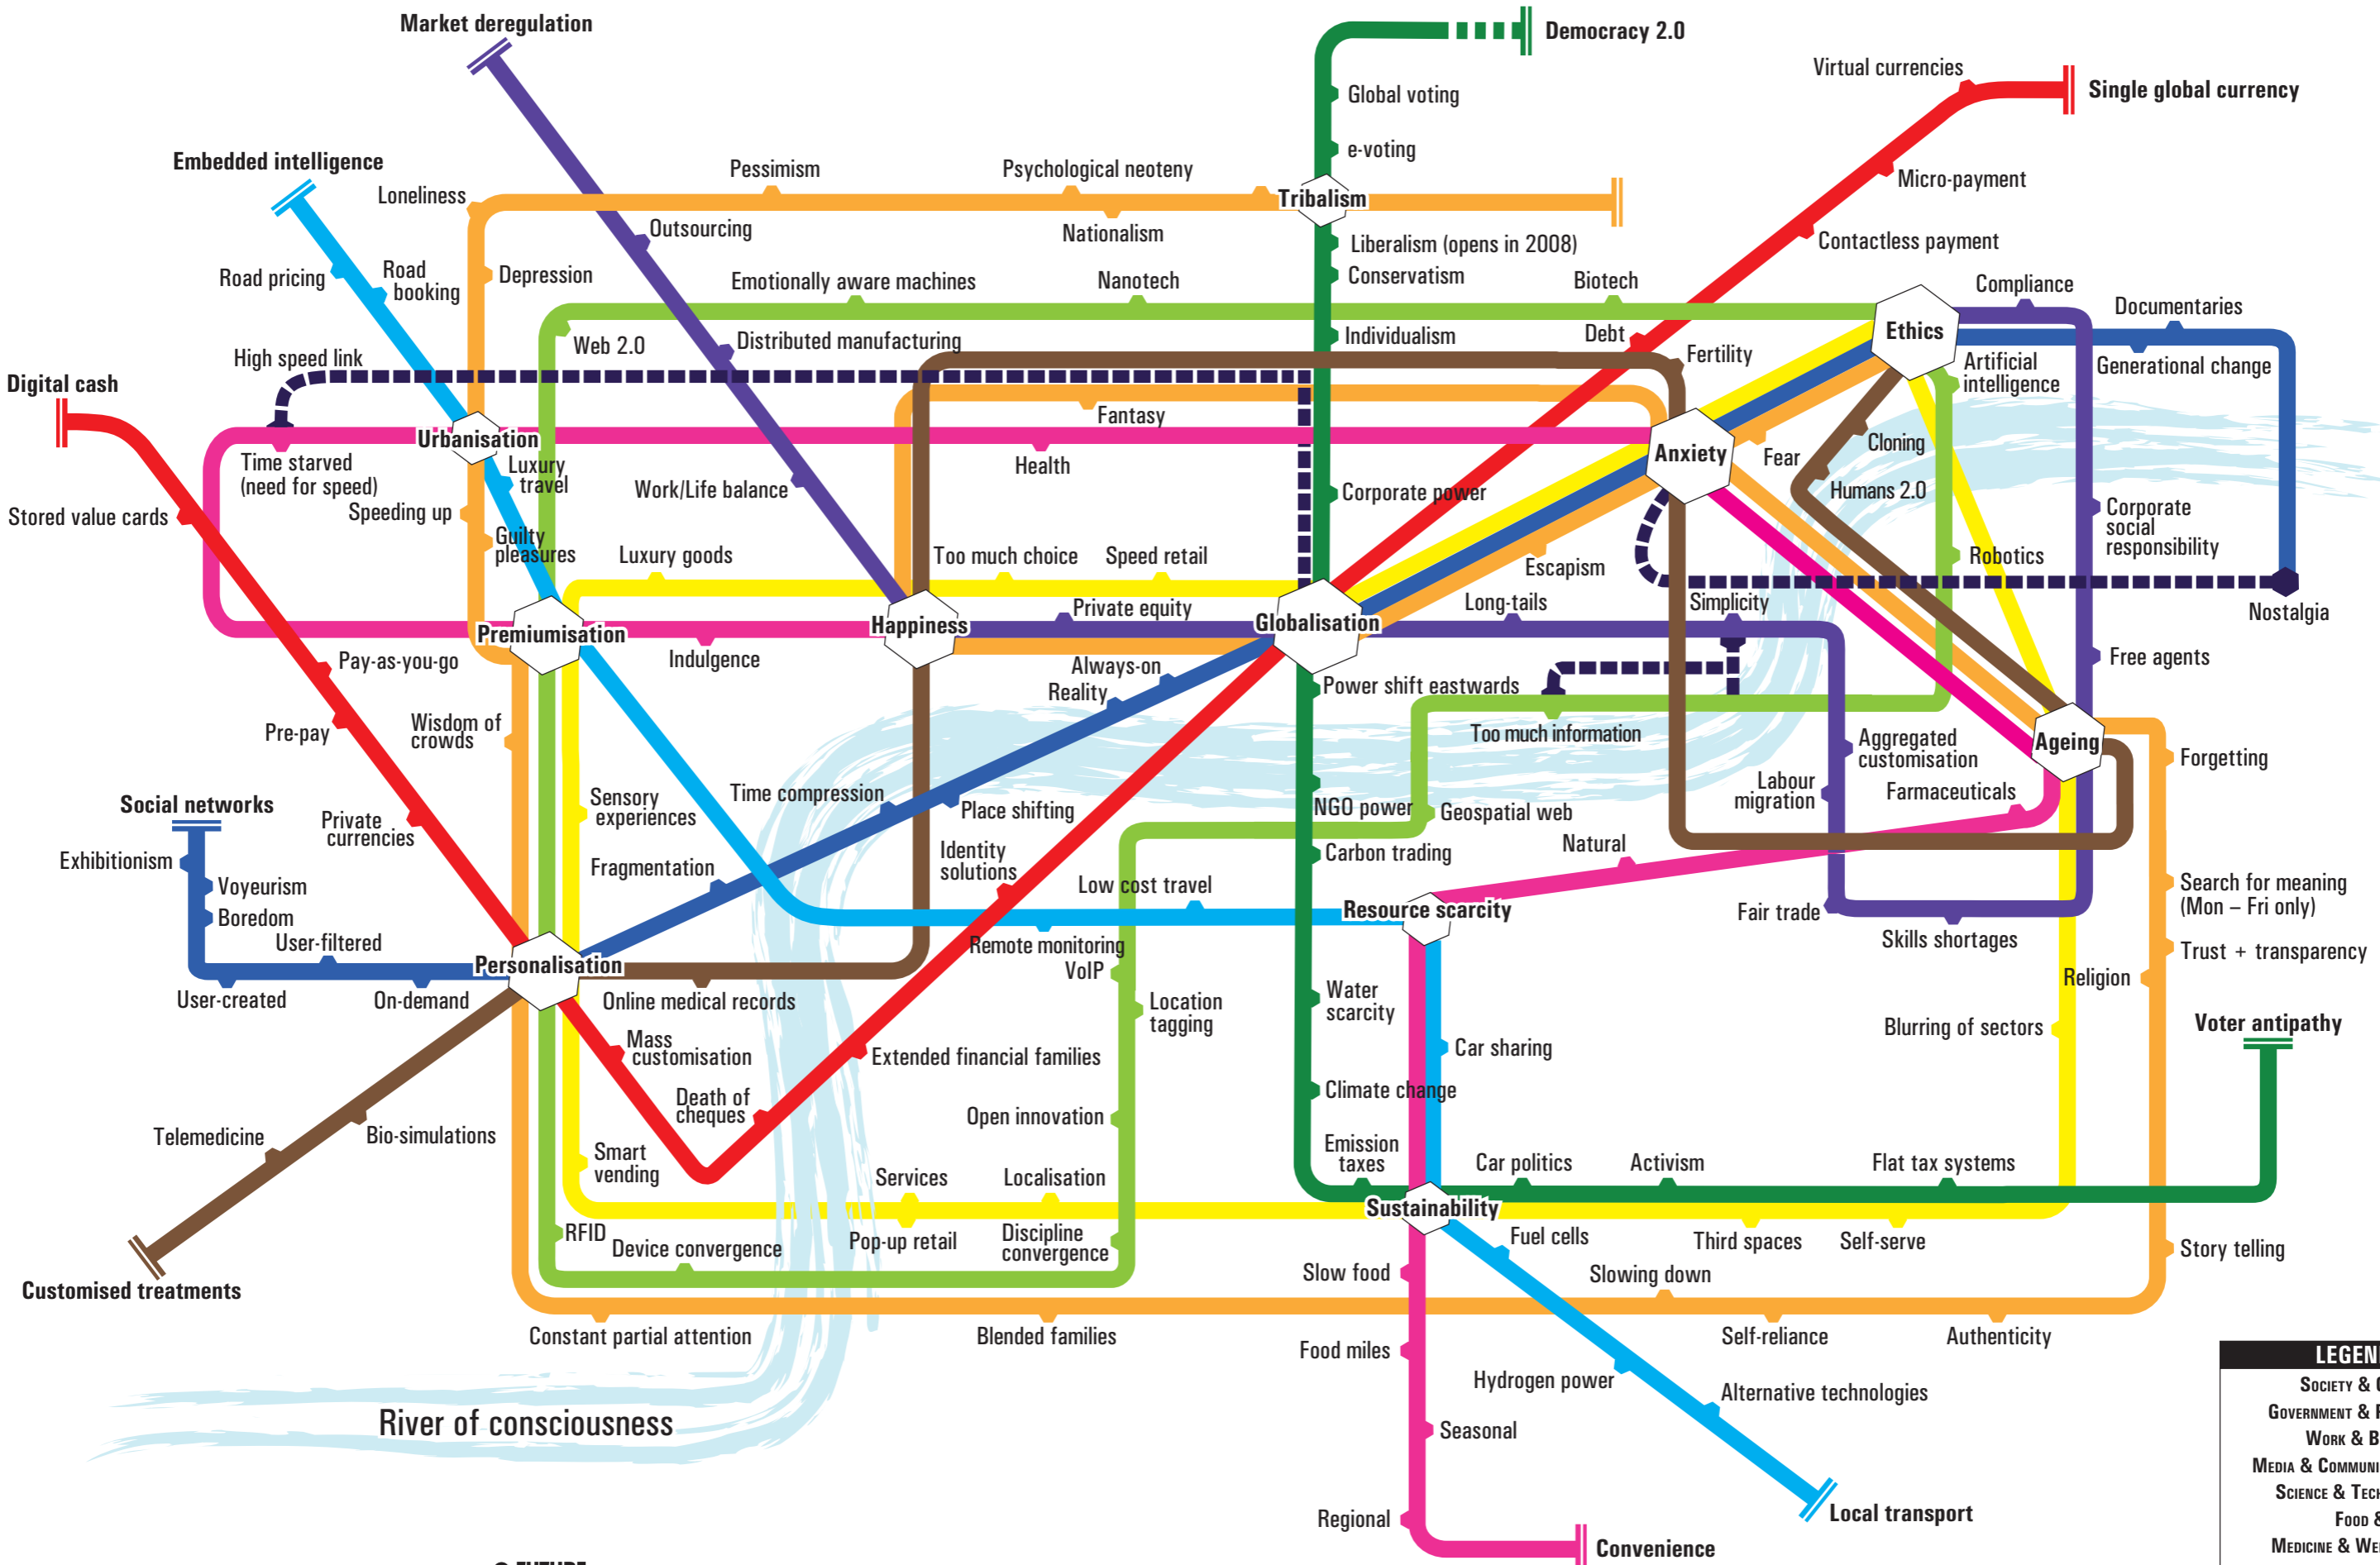 Market deregulation
Democracy 2.0
Virtual currencies
Single global currency
Global voting
Embedded intelligence
e-voting
Pessimism
Psychological neoteny
Micro-payment
Loneliness
Tribalism
Outsourcing
Nationalism
Liberalism (opens in 2008)
Contactless payment
Road pricing
Road
booking
Depression
Emotionally aware machines
Nanotech
Conservatism
Biotech
Compliance
Documentaries
Web 2.0
Distributed manufacturing
Individualism
Debt
Ethics
High speed link
Fertility
Artificial
intelligence
Generational change
Digital cash
Fantasy
Urbanisation
Time starved
(need for speed)
Luxury
travel
Health
Anxiety
Fear
Cloning
Work/Life balance
Corporate power
Humans 2.0
Stored value cards
Speeding up
Corporate
social
responsibility
Guilty
pleasures
Luxury goods
Too much choice
Speed retail
Escapism
Robotics
Private equity
Long-tails
Simplicity
Nostalgia
Premiumisation
Happiness
Globalisation
Pay-as-you-go
Indulgence
Always-on
Free agents
Reality
Power shift eastwards
Pre-pay
Wisdom of
crowds
Too much information
Aggregated
customisation
Ageing
Forgetting
Social networks
Private
currencies
Sensory
experiences
Time compression
Place shifting
NGO power
Geospatial web
Labour
migration
Farmaceuticals
Exhibitionism
Voyeurism
Boredom
Fragmentation
Identity
solutions
Carbon trading
Natural
Low cost travel
Resource scarcity
Fair trade
Search for meaning
(Mon – Fri only)
User-filtered
Remote monitoring
Skills shortages
Trust + transparency
Personalisation
VoIP
Religion
User-created
On-demand
Online medical records
Location
tagging
Water
scarcity
Blurring of sectors
Voter antipathy
Mass
customisation
Extended financial families
Car sharing
Death of
cheques
Open innovation
Climate change
Telemedicine
Bio-simulations
Smart
vending
Services
Localisation
Emission
taxes
Car politics
Activism
Flat tax systems
Sustainability
RFID
Device convergence
Pop-up retail
Discipline
convergence
Fuel cells
Third spaces
Self-serve
Story telling
Customised treatments
Slow food
Slowing down
Constant partial attention
Blended families
Food miles
Self-reliance
Authenticity
Hydrogen power
Alternative technologies
River of consciousness
Seasonal
Regional
Local transport
Convenience
LEGEN
Society &
Government &
Work & B
Media & Communi
Science & Tec
Food &
Medicine & We